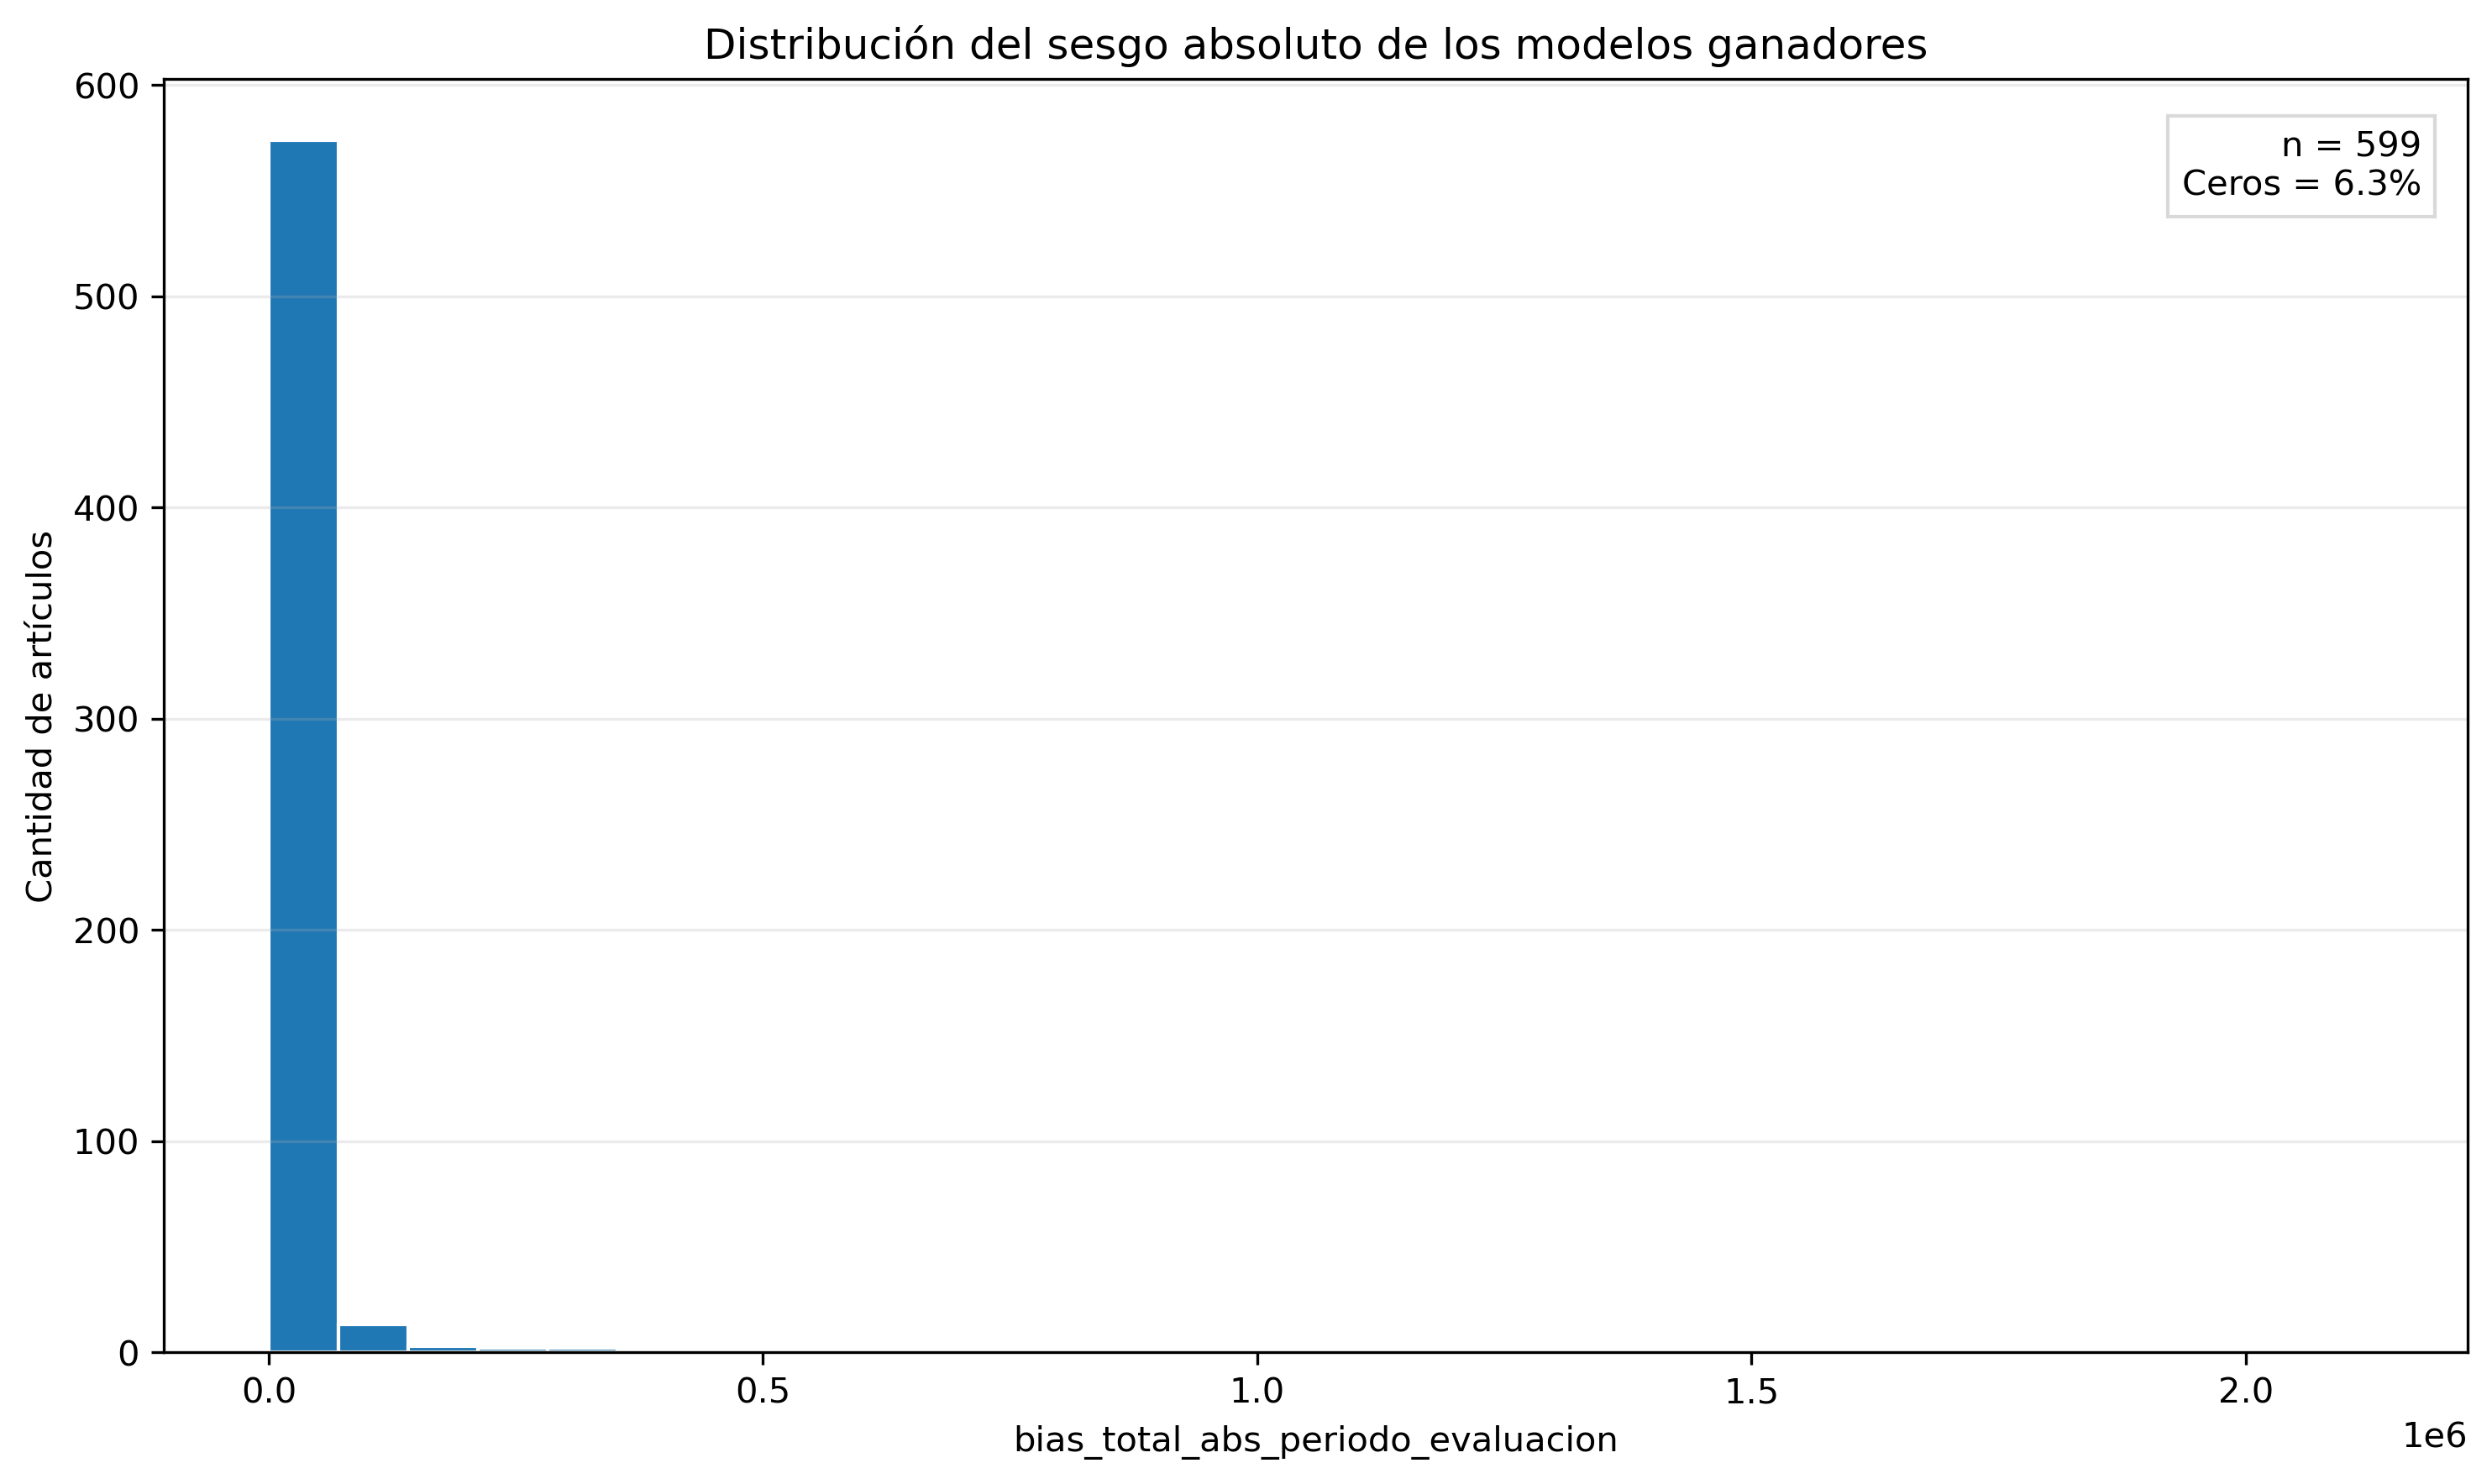 Distribución del sesgo absoluto de los modelos ganadores
n = 599
Ceros = 6.3%
Cantidad de artículos
600
500
400
300
200
100
0
0.0
0.5
1.0
1.5
2.0
1e6
bias_total_abs_periodo_evaluacion